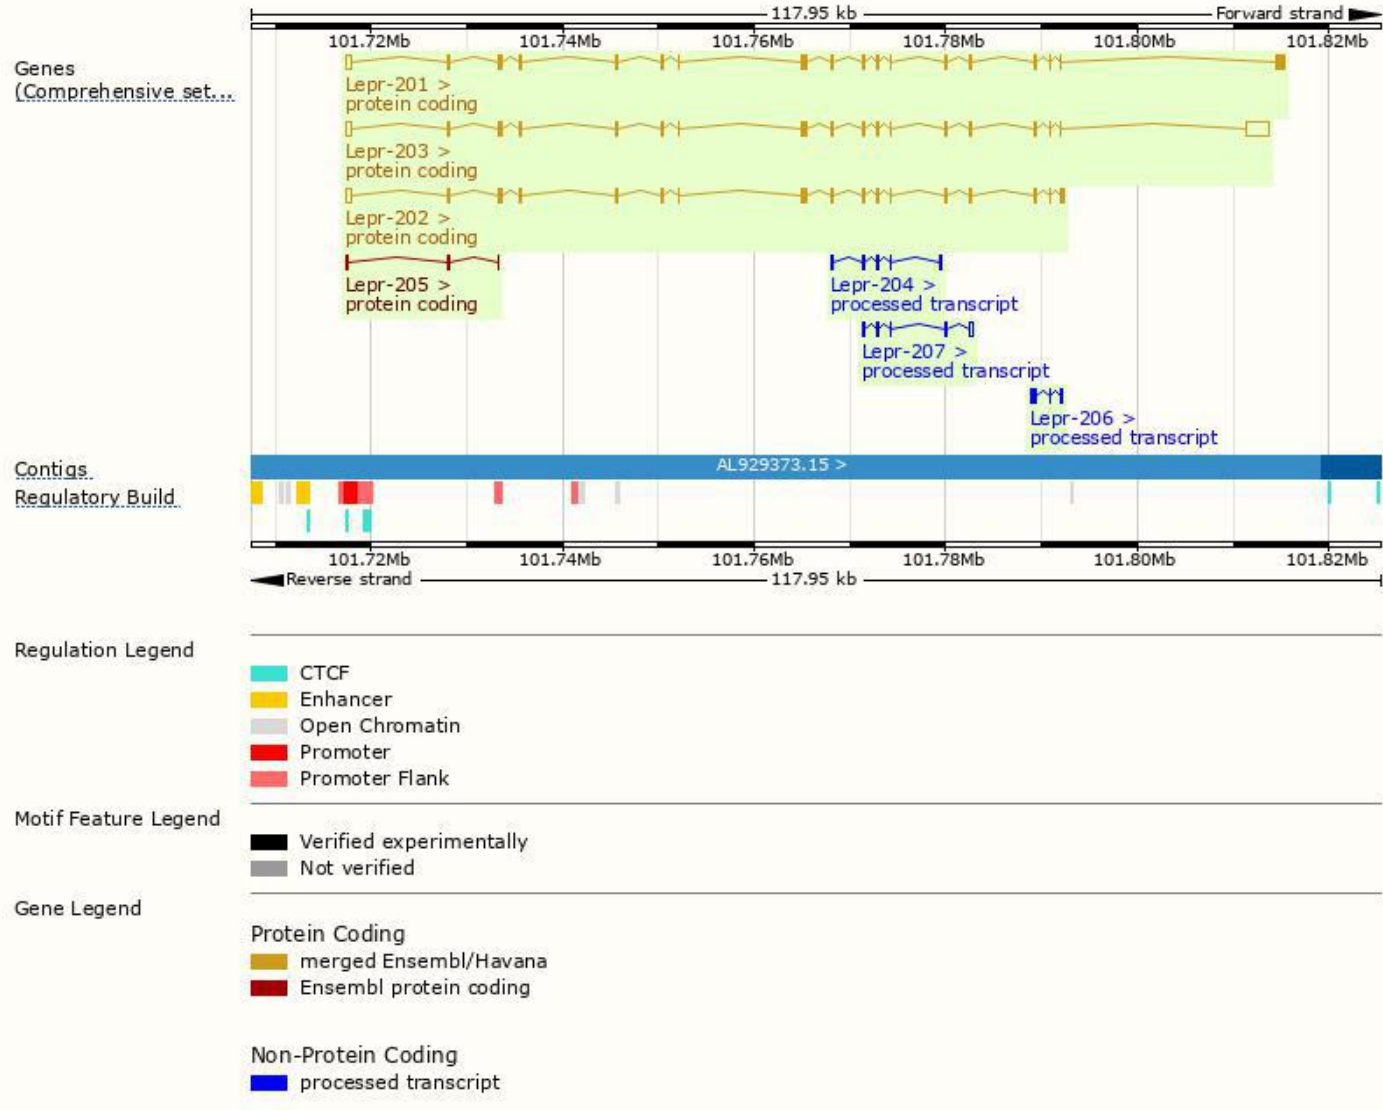 117.95 kb Forward strand
101.72Mb 101.74Mb 101.76Mb 101.78Mb 101.80Mb 101.82Mb
Genes
(Comprehensive set...
Lepr-201 >
protein coding
Lepr-203 >
protein coding
Lepr-202 >
protein coding
Lepr-205 >
protein coding
Lepr-204 >
processed transcript
Lepr-207 >
processed transcript
Lepr-206 >
processed transcript
Contigs
AL929373.15 >
Regulatory Build
101.72Mb 101.74Mb 101.76Mb 101.78Mb 101.80Mb 101.82Mb
Reverse strand 117.95 kb
Regulation Legend
CTCF
Enhancer
Open Chromatin
Promoter
Promoter Flank
Motif Feature Legend
Verified experimentally
Not verified
Gene Legend
Protein Coding
merged Ensembl/Havana
Ensembl protein coding
Non-Protein Coding
processed transcript